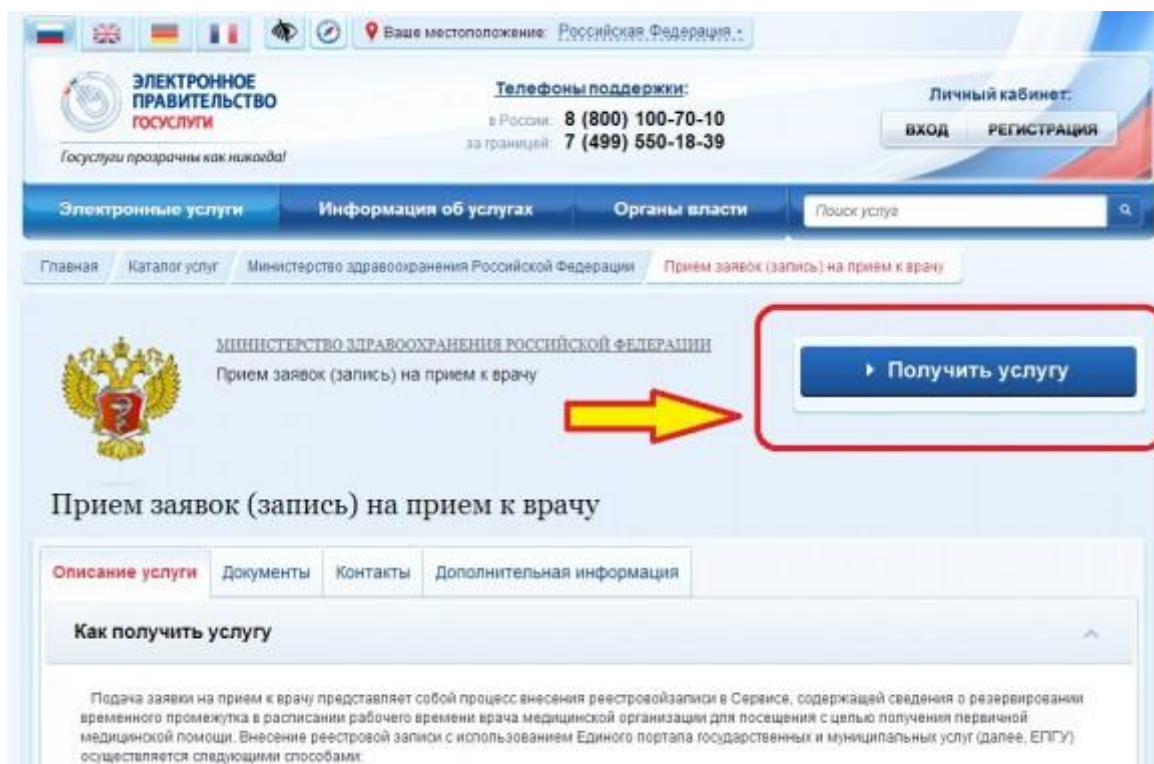 Ваше местоположение: Российская Федерация
ЭЛЕКТРОННОЕ
ПРАВИТЕЛЬСТВО
ГОСУСЛУГИ
Госуслуги прозрачны как никогда!
Телефоны поддержки:
в России: 8 (800) 100-70-10
за границей: 7 (499) 550-18-39
Личный кабинет:
ВХОД РЕГИСТРАЦИЯ
Электронные услуги Информация об услугах Органы власти Поиск услуг
Главная Каталог услуг Министерство здравоохранения Российской Федерации Прием заявок (запись) на прием к врачу
МИНИСТЕРСТВО ЗДРАВООХРАНЕНИЯ РОССИЙСКОЙ ФЕДЕРАЦИИ
Прием заявок (запись) на прием к врачу
Получить услугу
Прием заявок (запись) на прием к врачу
Описание услуги Документы Контакты Дополнительная информация
Как получить услугу
Подача заявки на прием к врачу представляет собой процесс внесения реестровойзаписи в Сервисе, содержащей сведения о резервировании
временного промежутка в расписании рабочего времени врача медицинской организации для посещения с целью получения первичной
медицинской помощи. Внесение реестровой записи с использованием Единого портала государственных и муниципальных услуг (далее, ЕПГУ)
осуществляется следующими способами: